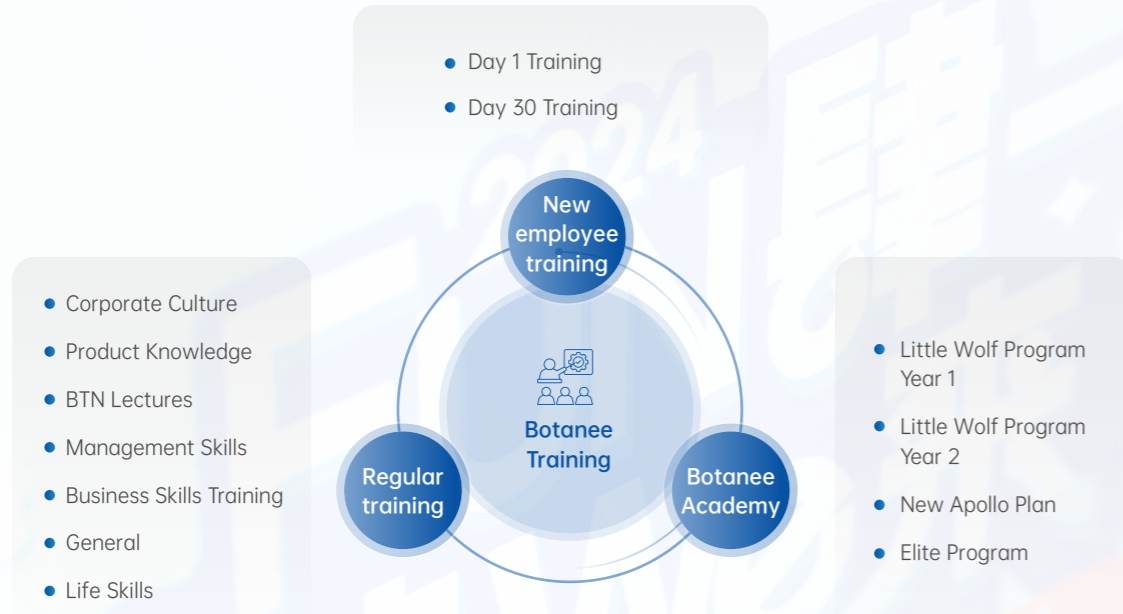 Day 1 Training
Day 30 Training
New
employee
training
Corporate Culture
Product Knowledge
BTN Lectures
Management Skills
Business Skills Training
General
Life Skills
Botanee
Training
Regular
training
Botanee
Academy
Little Wolf Program
Year 1
Little Wolf Program
Year 2
New Apollo Plan
Elite Program
2024